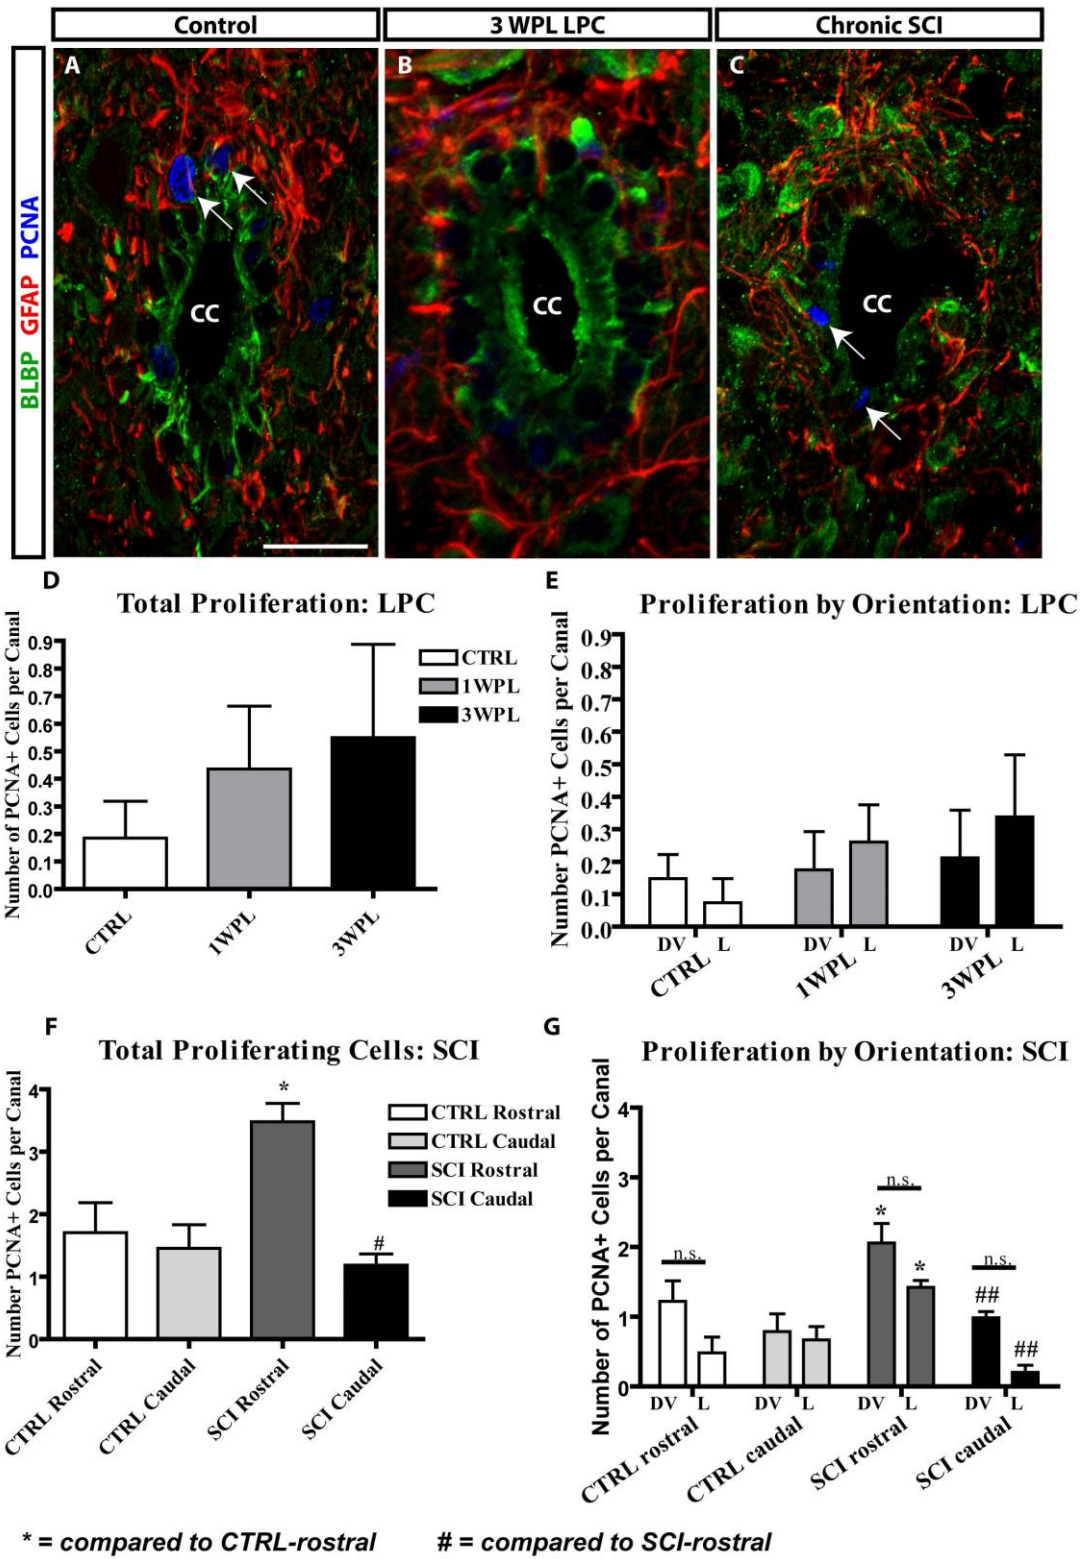 Control
3 WPL LPC
Chronic SCI
BLBP GFAP PCNA
A
B
C
CC
CC
CC
D
Total Proliferation: LPC
Number of PCNA+ Cells per Canal
0.9
0.8
0.7
0.6
0.5
0.4
0.3
0.2
0.1
0.0
CTRL
1WPL
3WPL
CTRL
1WPL
3WPL
E
Proliferation by Orientation: LPC
Number PCNA+ Cells per Canal
0.9
0.8
0.7
0.6
0.5
0.4
0.3
0.2
0.1
0.0
DV L
DV L
DV L
CTRL
1WPL
3WPL
F
Total Proliferating Cells: SCI
Number PCNA+ Cells per Canal
4
3
2
1
0
*
#
CTRL Rostral
CTRL Caudal
SCI Rostral
SCI Caudal
CTRL Rostral
CTRL Caudal
SCI Rostral
SCI Caudal
G
Proliferation by Orientation: SCI
Number of PCNA+ Cells per Canal
4
3
2
1
0
n.s.
n.s.
*
*
n.s.
##
##
DV L
DV L
DV L
DV L
CTRL rostral
CTRL caudal
SCI rostral
SCI caudal
* = compared to CTRL-rostral
# = compared to SCI-rostral